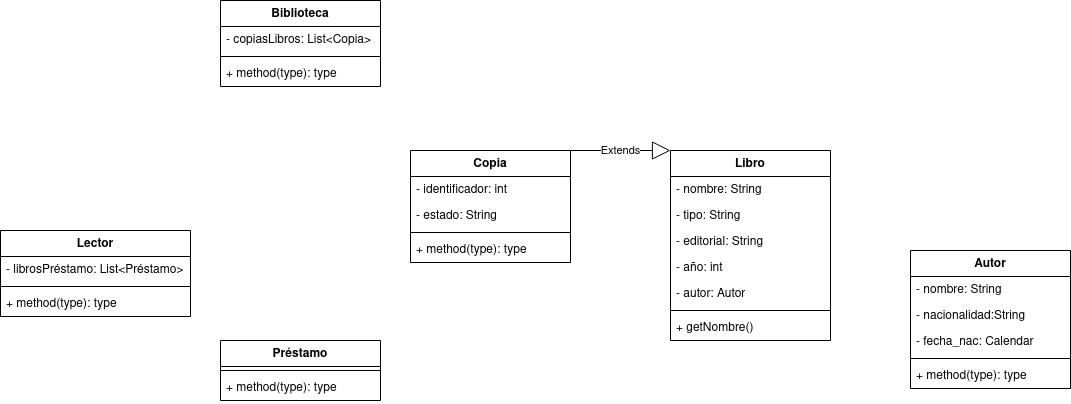 Biblioteca
- copiasLibros: List<Copia>
+ method(type): type
Extends
Copia
- identificador: int
- estado: String
+ method(type): type
Libro
- nombre: String
- tipo: String
- editorial: String
- año: int
- autor: Autor
+ getNombre()
Lector
- librosPréstamo: List<Préstamo>
+ method(type): type
Autor
- nombre: String
- nacionalidad:String
- fecha_nac: Calendar
+ method(type): type
Préstamo
+ method(type): type